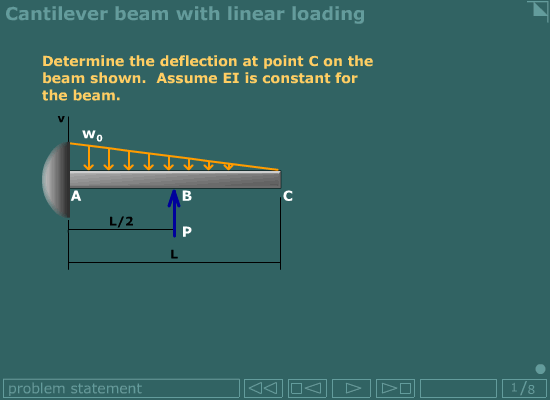 Cantilever beam with linear loading
Determine the deflection at point C on the
beam shown.  Assume EI is constant for
the beam.
v
w0
A
B
C
L/2
P
L
problem statement
1/8